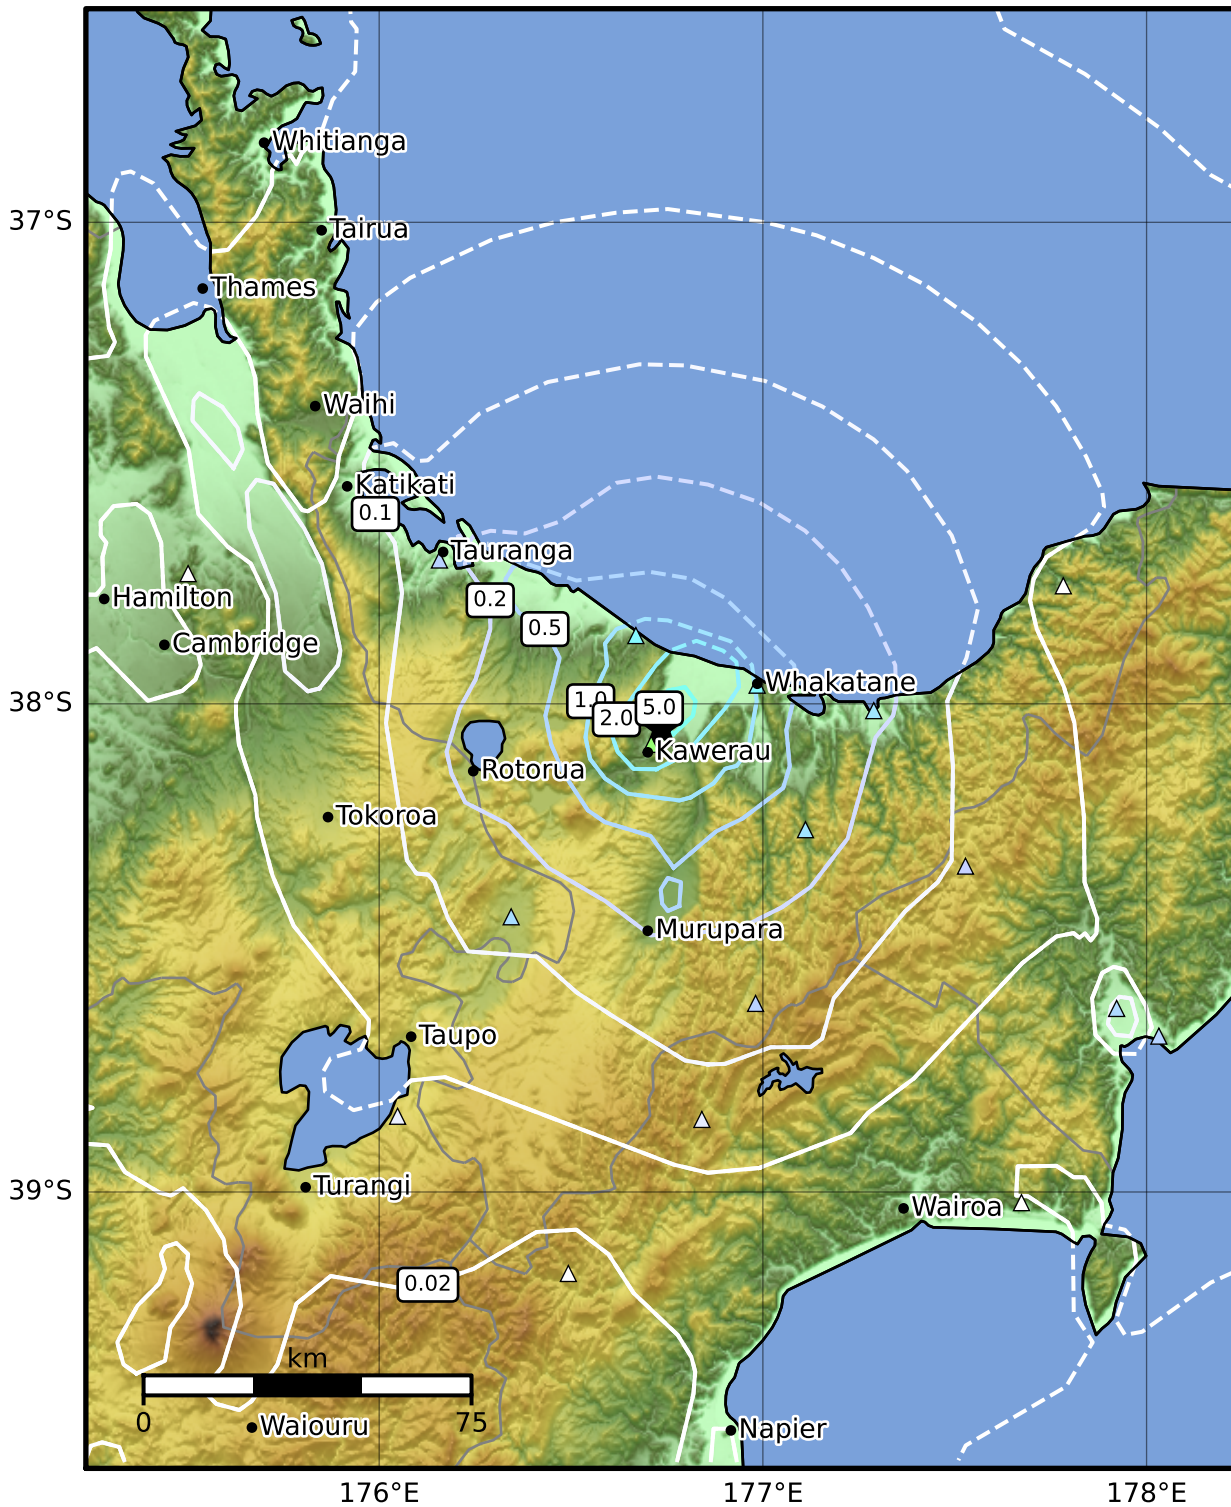 Whitianga
37°S
Tairua
Thames
Waihi
Katikati
0.1
Tauranga
Hamilton
0.2
0.5
Cambridge
Whakatane
38°S
1.0
2.0
5.0
Kawerau
Rotorua
Tokoroa
Murupara
Taupo
Turangi
39°S
Wairoa
0.02
km
0
75
Waiouru
Napier
176°E
177°E
178°E